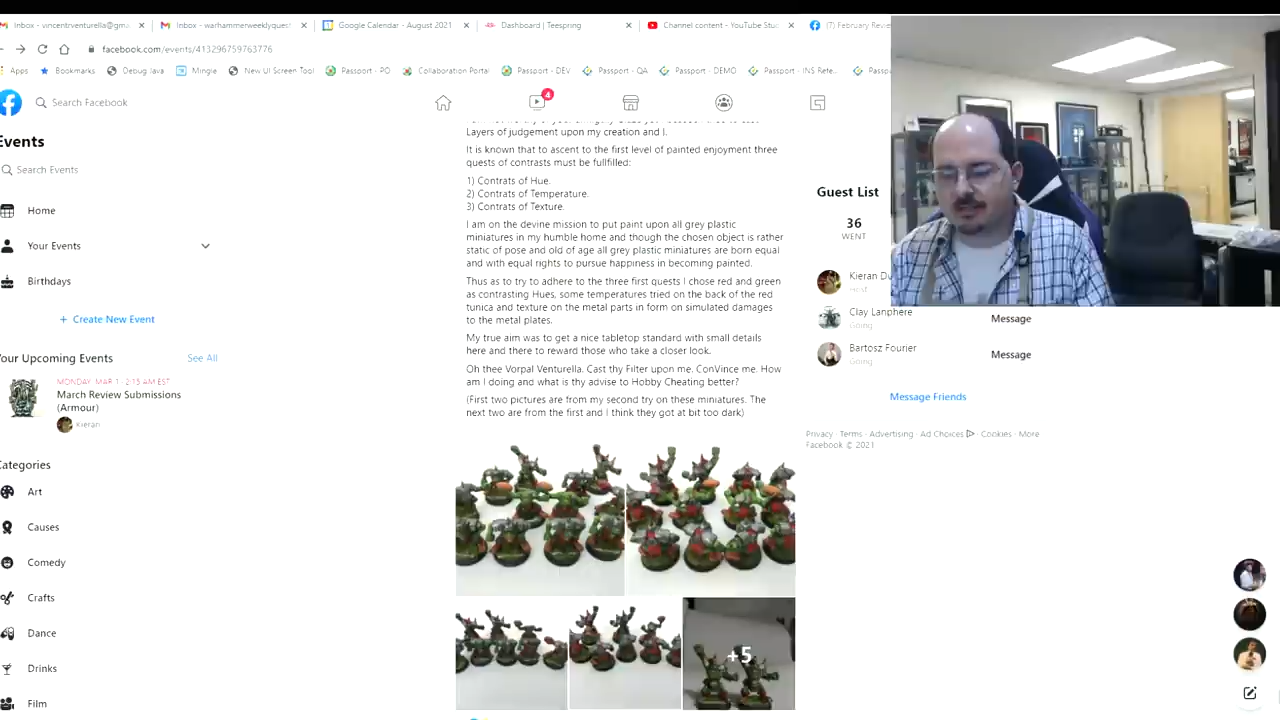 Inbox - vincentrventurella@gma
Inbox - warhammerweeklyquest
Google Calendar - August 2021
Dashboard | Teespring
Channel content - YouTube Stu
(7) February Revie
facebook.com/events/413296759763776
Apps
Bookmarks
Debug Java
Mingle
New UI Screen Tool
Passport - PO
Collaboration Portal
Passport - DEV
Passport - QA
Passport - DEMO
Passport - INS Rete...
Pass
Search Facebook
4
Events
Search Events
Home
Your Events
Birthdays
+ Create New Event
Your Upcoming Events
See All
MONDAY, MAR 1 · 2:15 AM EST
March Review Submissions
(Armour)
Kieran
Categories
Art
Causes
Comedy
Crafts
Dance
Drinks
Film
Layers of judgement upon my creation and I.
It is known that to ascent to the first level of painted enjoyment three
quests of contrasts must be fullfilled:
1) Contrats of Hue.
2) Contrats of Temperature.
3) Contrats of Texture.
I am on the devine mission to put paint upon all grey plastic
miniatures in my humble home and though the chosen object is rather
static of pose and old of age all grey plastic miniatures are born equal
and with equal rights to pursue happiness in becoming painted.
Thus as to try to adhere to the three first quests I chose red and green
as contrasting Hues, some temperatures tried on the back of the red
tunica and texture on the metal parts in form on simulated damages
to the metal plates.
My true aim was to get a nice tabletop standard with small details
here and there to reward those who take a closer look.
Oh thee Vorpal Venturella. Cast thy Filter upon me. ConVince me. How
am I doing and what is thy advise to Hobby Cheating better?
(First two pictures are from my second try on these miniatures. The
next two are from the first and I think they got at bit too dark)
+5
Guest List
36
WENT
Kieran Du
Host
Clay Lanphere
Going
Message
Bartosz Fourier
Going
Message
Message Friends
Privacy · Terms · Advertising · Ad Choices · Cookies · More
Facebook © 2021